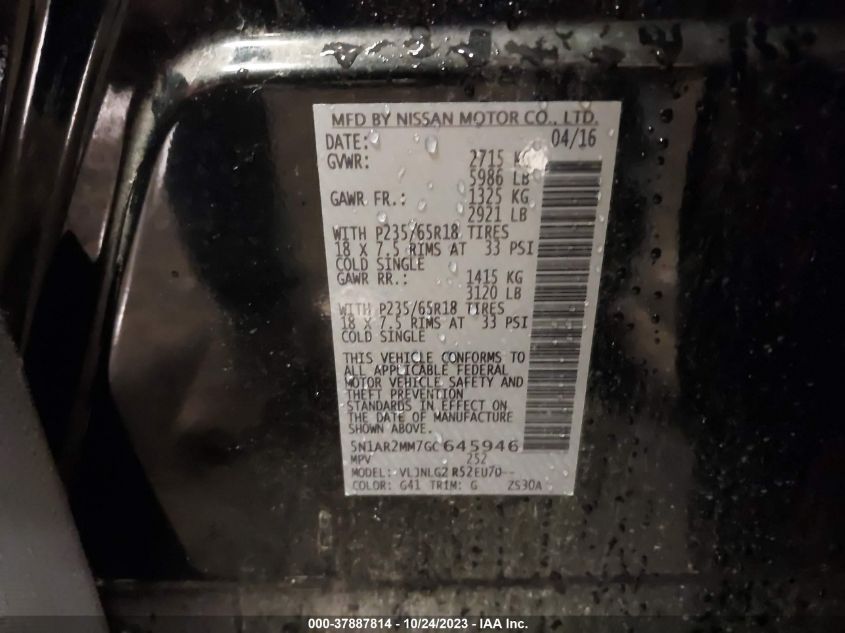 MFD BY NISSAN MOTOR CO., LTD.
DATE: 04/16
GVWR: 2715 KG
5986 LB
GAWR FR.: 1325 KG
2921 LB
WITH P235/65R18 TIRES
18 X 7.5 RIMS AT 33 PSI
COLD SINGLE
GAWR RR.: 1415 KG
3120 LB
WITH P235/65R18 TIRES
18 X 7.5 RIMS AT 33 PSI
COLD SINGLE
THIS VEHICLE CONFORMS TO
ALL APPLICABLE FEDERAL
MOTOR VEHICLE SAFETY AND
THEFT PREVENTION
STANDARDS IN EFFECT ON
THE DATE OF MANUFACTURE
SHOWN ABOVE.
5N1AR2MM7GC645946
MPV 252
MODEL: VLJNLG2 R52EU7D--
COLOR: G41 TRIM: G ZS30A
000-37887814 - 10/24/2023 - IAA Inc.